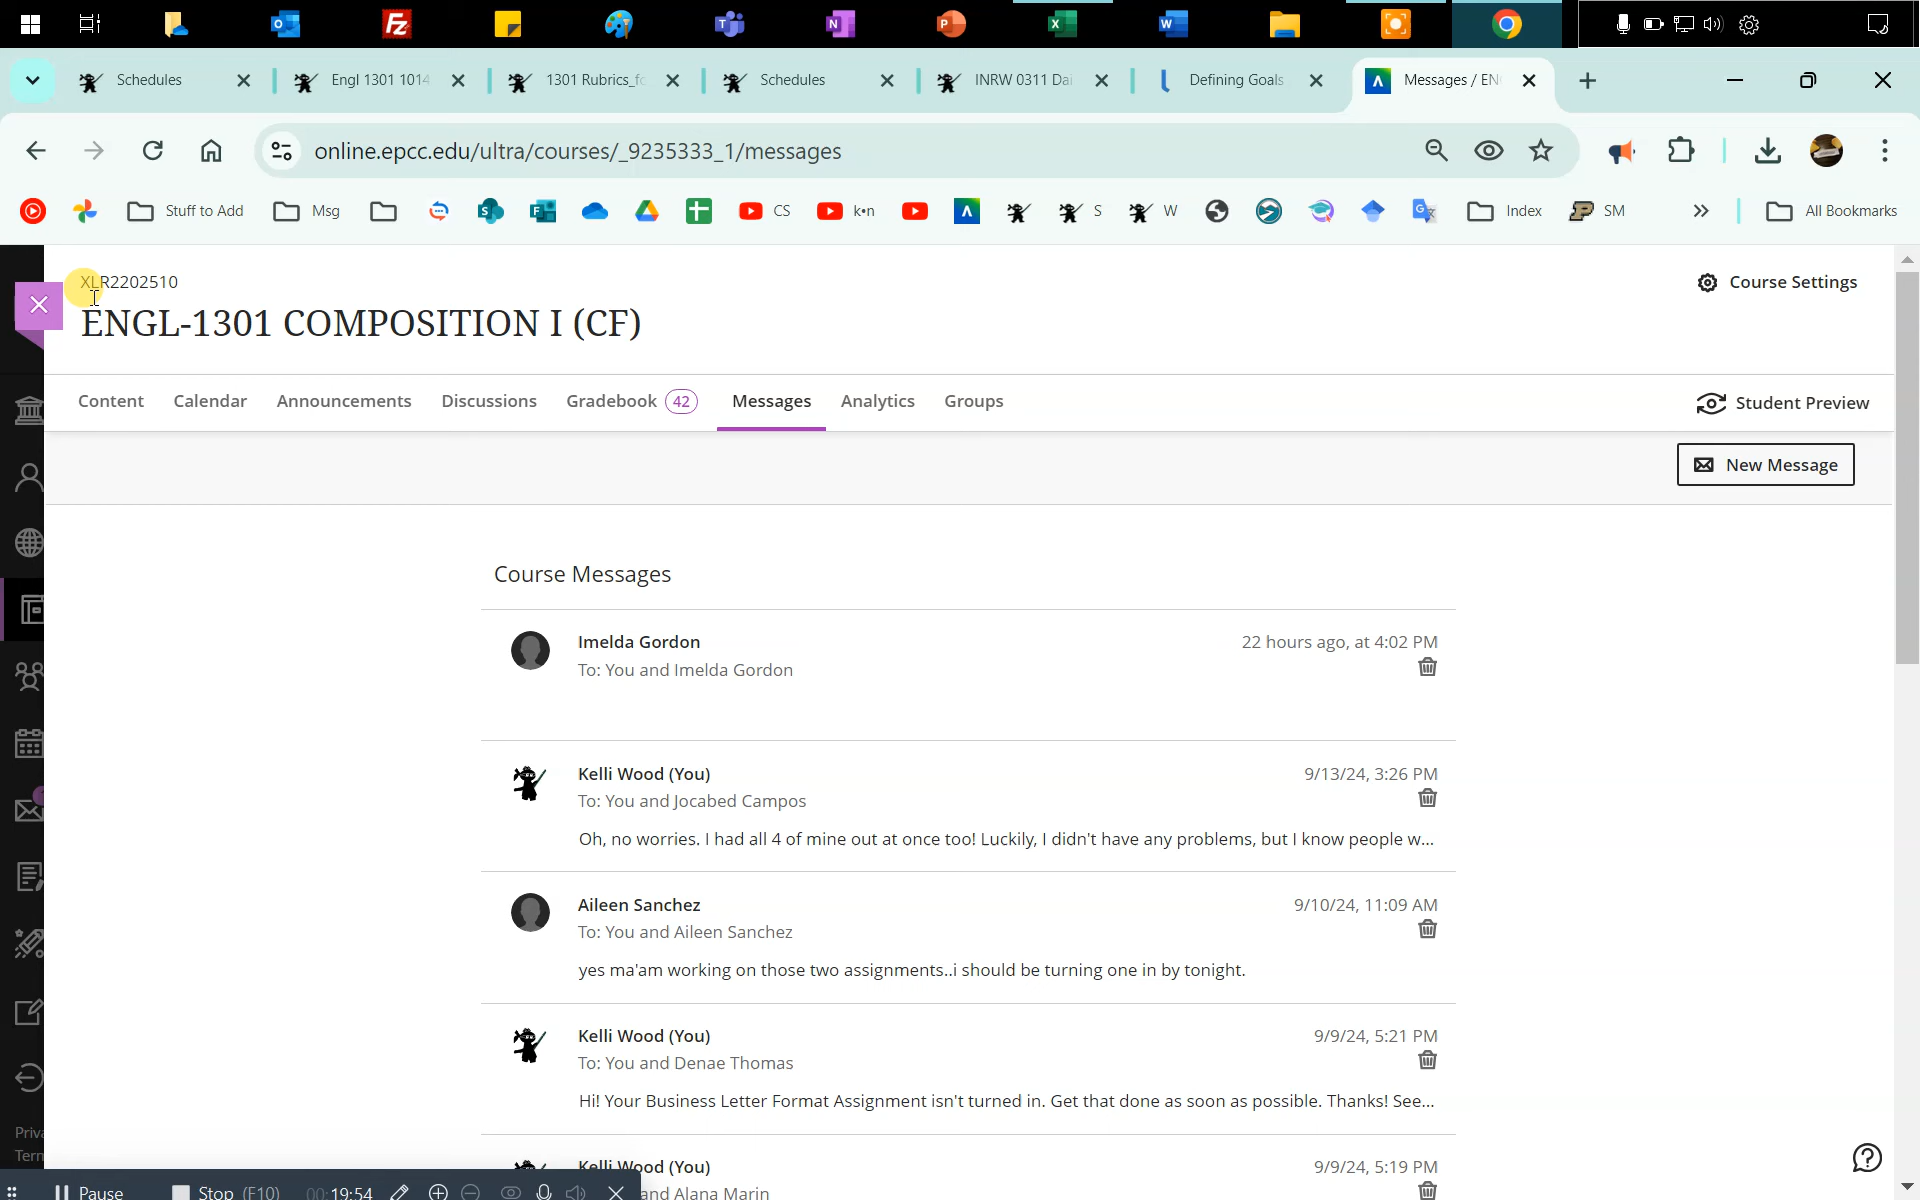 Schedules
Engl 1301 1014
1301 Rubrics_fo
Schedules
INRW 0311 Dai
Defining Goals
Messages / EN
online.epcc.edu/ultra/courses/_9235333_1/messages
Stuff to Add
Msg
CS
k•n
S
W
Index
SM
All Bookmarks
XLR2202510
Course Settings
ENGL-1301 COMPOSITION I (CF)
Content
Calendar
Announcements
Discussions
Gradebook 42
Messages
Analytics
Groups
Student Preview
New Message
Course Messages
Imelda Gordon
22 hours ago, at 4:02 PM
To: You and Imelda Gordon
Kelli Wood (You)
9/13/24, 3:26 PM
To: You and Jocabed Campos
Oh, no worries. I had all 4 of mine out at once too! Luckily, I didn't have any problems, but I know people w...
Aileen Sanchez
9/10/24, 11:09 AM
To: You and Aileen Sanchez
yes ma'am working on those two assignments..i should be turning one in by tonight.
Kelli Wood (You)
9/9/24, 5:21 PM
To: You and Denae Thomas
Hi! Your Business Letter Format Assignment isn't turned in. Get that done as soon as possible. Thanks! See...
Priva
Term
Kelli Wood (You)
9/9/24, 5:19 PM
and Alana Marin
Pause
Stop (F10)
00:19:54